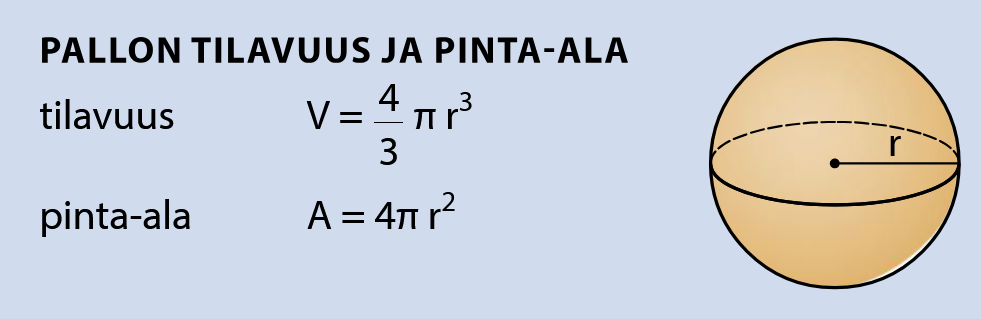 PALLON TILAVUUS JA PINTA-ALA
tilavuus V = 4/3 π r³
pinta-ala A = 4π r²
r